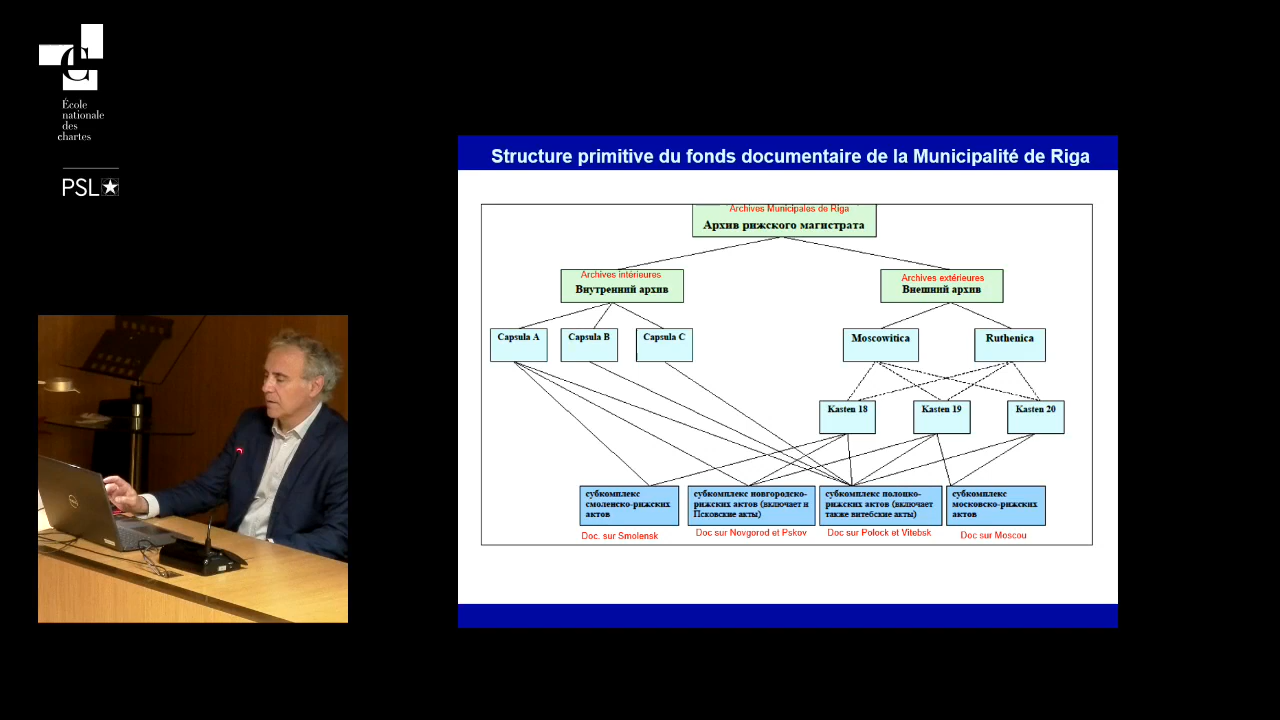 École
nationale
des
chartes
PSL
Structure primitive du fonds documentaire de la Municipalité de Riga
Archives Municipales de Riga
Архив рижского магистрата
Archives intérieures
Внутренний архив
Archives extérieures
Внешний архив
Capsula A
Capsula B
Capsula C
Moscowitica
Ruthenica
Kasten 18
Kasten 19
Kasten 20
субкомплекс
смоленско-рижских
актов
Doc. sur Smolensk
субкомплекс новгородско-
рижских актов (включает и
Псковские акты)
Doc sur Novgorod et Pskov
субкомплекс полоцко-
рижских актов (включает
также витебские акты)
Doc sur Polock et Vitebsk
субкомплекс
московско-рижских
актов
Doc sur Moscou
DELL